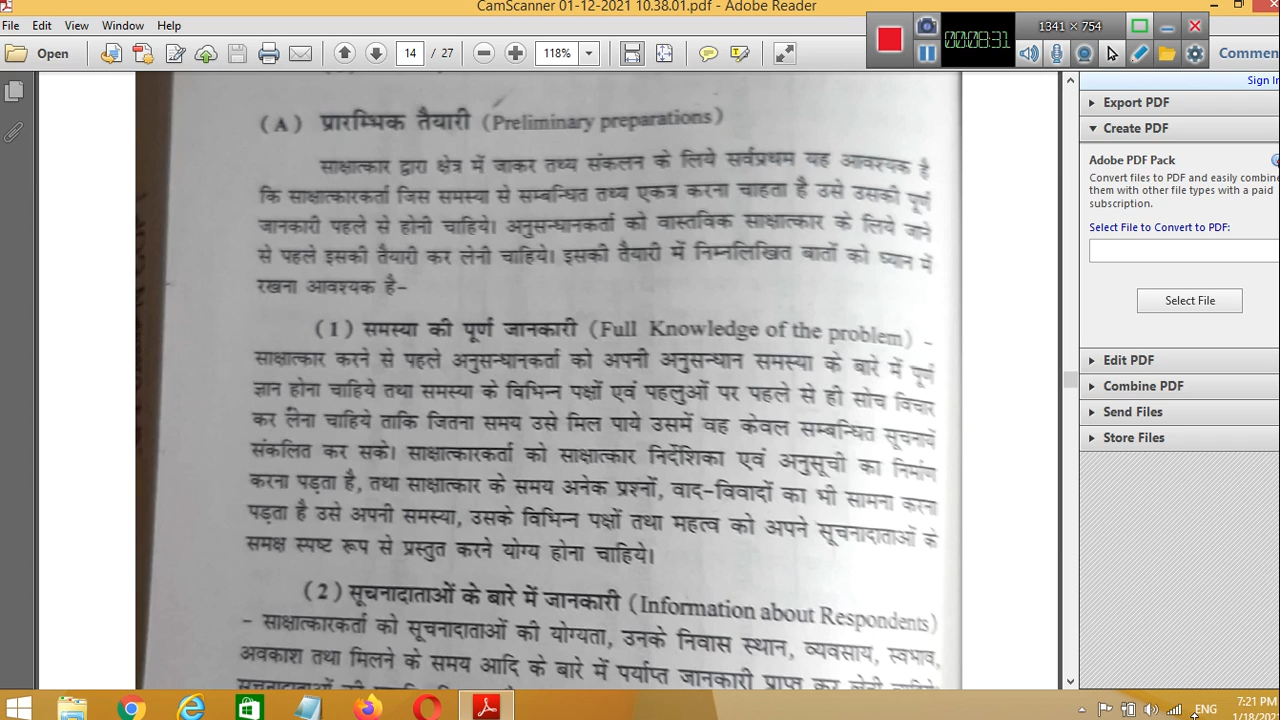 CamScanner 01-12-2021 10.38.01.pdf - Adobe Reader
File Edit View Window Help
1341 × 754
00:08:31
Open 14 / 27 118% Commen
Sign In
Export PDF
Create PDF
Adobe PDF Pack
Convert files to PDF and easily combine
them with other file types with a paid
subscription.
Select File to Convert to PDF:
Select File
Edit PDF
Combine PDF
Send Files
Store Files
(A) प्रारम्भिक तैयारी (Preliminary preparations)
साक्षात्कार द्वारा क्षेत्र में जाकर तथ्य संकलन के लिये सर्वप्रथम यह आवश्यक है
कि साक्षात्कारकर्ता जिस समस्या से सम्बन्धित तथ्य एकत्र करना चाहता है उसे उसकी पूर्ण
जानकारी पहले से होनी चाहिये। अनुसन्धानकर्ता को वास्तविक साक्षात्कार के लिये जाने
से पहले इसकी तैयारी कर लेनी चाहिये। इसकी तैयारी में निम्नलिखित बातों को ध्यान में
रखना आवश्यक है–
(1) समस्या की पूर्ण जानकारी (Full Knowledge of the problem) -
साक्षात्कार करने से पहले अनुसन्धानकर्ता को अपनी अनुसन्धान समस्या के बारे में पूर्ण
ज्ञान होना चाहिये तथा समस्या के विभिन्न पक्षों एवं पहलुओं पर पहले से ही सोच विचार
कर लेना चाहिये ताकि जितना समय उसे मिल पाये उसमें वह केवल सम्बन्धित सूचनायें
संकलित कर सके। साक्षात्कारकर्ता को साक्षात्कार निर्देशिका एवं अनुसूची का निर्माण
करना पड़ता है, तथा साक्षात्कार के समय अनेक प्रश्नों, वाद-विवादों का भी सामना करना
पड़ता है उसे अपनी समस्या, उसके विभिन्न पक्षों तथा महत्व को अपने सूचनादाताओं के
समक्ष स्पष्ट रूप से प्रस्तुत करने योग्य होना चाहिये।
(2) सूचनादाताओं के बारे में जानकारी (Information about Respondents)
- साक्षात्कारकर्ता को सूचनादाताओं की योग्यता, उनके निवास स्थान, व्यवसाय, स्वभाव,
अवकाश तथा मिलने के समय आदि के बारे में पर्याप्त जानकारी प्राप्त कर लेनी चाहिये
ENG
7:21 PM